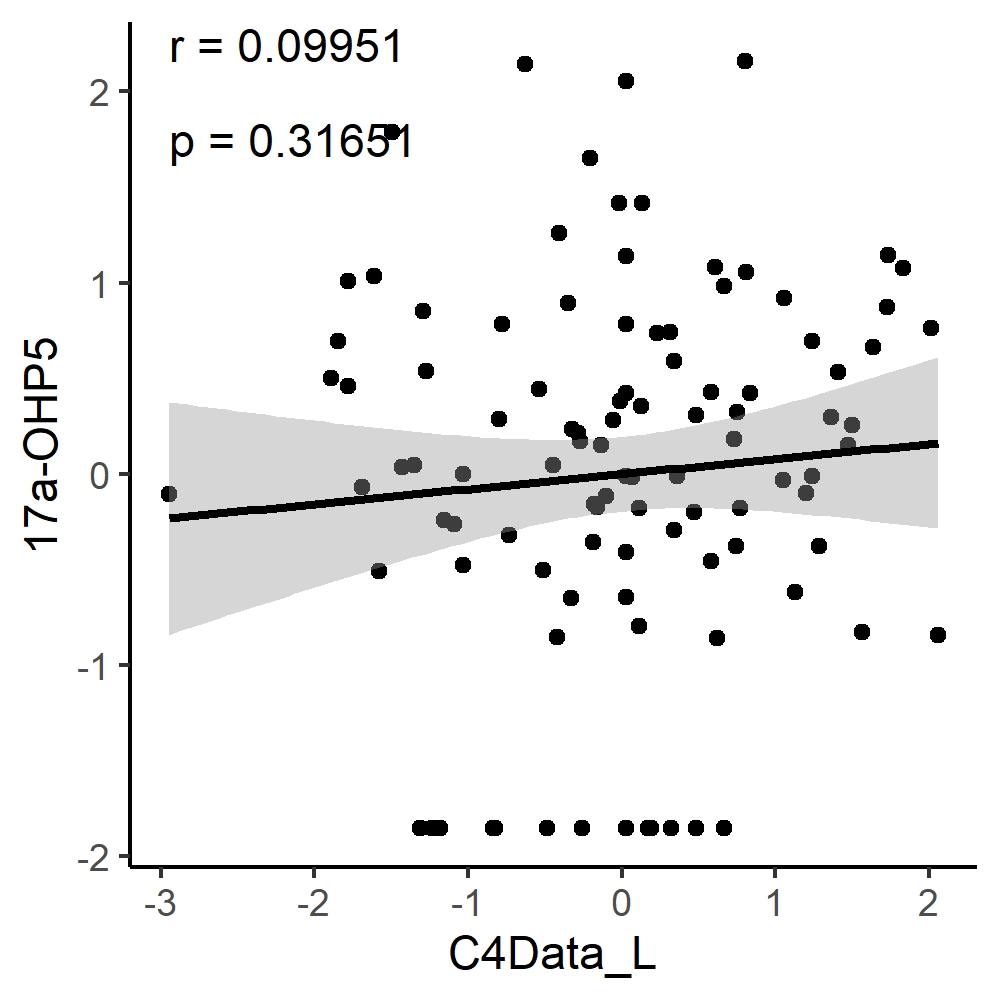 r = 0.09951
p = 0.31651
2
1
0
-1
-2
17a-OHP5
-3 -2 -1 0 1 2
C4Data_L